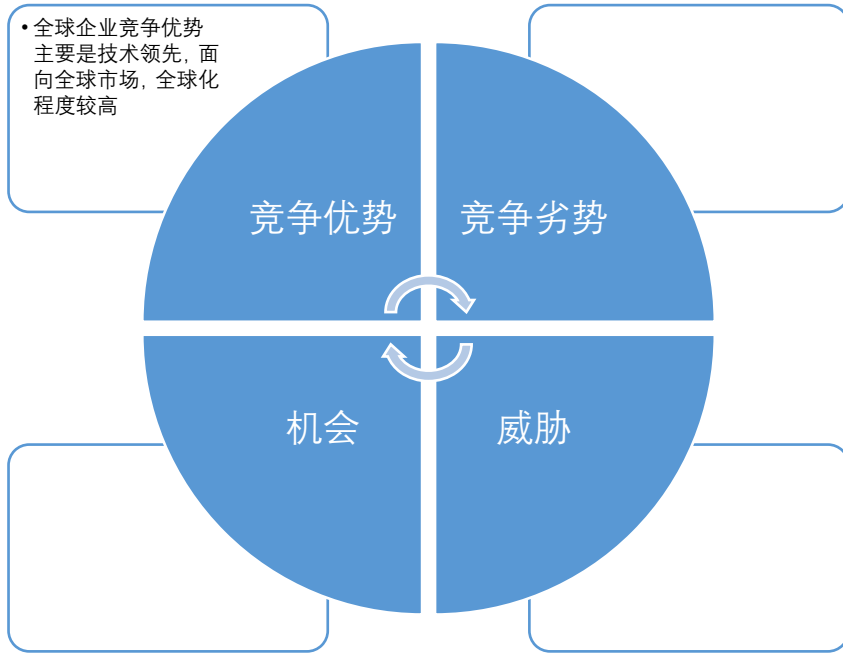 • 全球企业竞争优势
主要是技术领先, 面
向全球市场, 全球化
程度较高
竞争优势
竞争劣势
机会
威胁